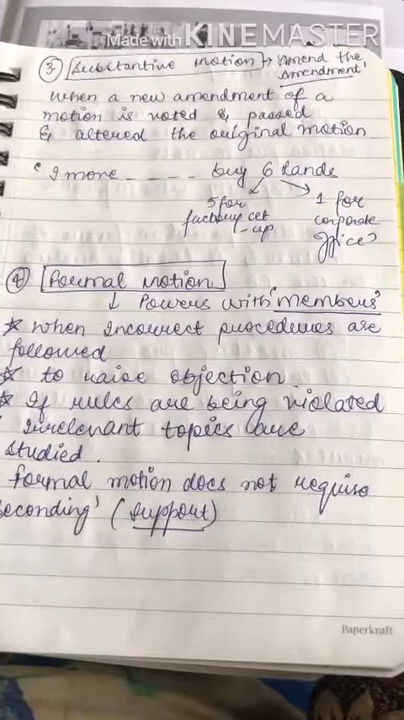 Made with KINEMASTER
③ Substantive motion → 'Amend the
Amendment'
When a new amendment of a
motion is voted & passed
& altered the original motion
"I move _ _ _ _ _ buy 6 lands
5 for factory set-up
1 for corporate office"
④ Formal Motion
↓ Powers with "members"
★ when incorrect procedures are
followed
★ to raise objection.
★ If rules are being violated
irrelevant topics are
studied.
formal motion does not require
seconding' (support)
Paperkraft